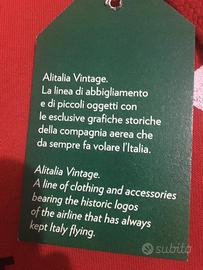 Alitalia Vintage.
La linea di abbigliamento
e di piccoli oggetti con
le esclusive grafiche storiche
della compagnia aerea che
da sempre fa volare l'Italia.
Alitalia Vintage.
A line of clothing and accessories
bearing the historic logos
of the airline that has always
kept Italy flying.
subito